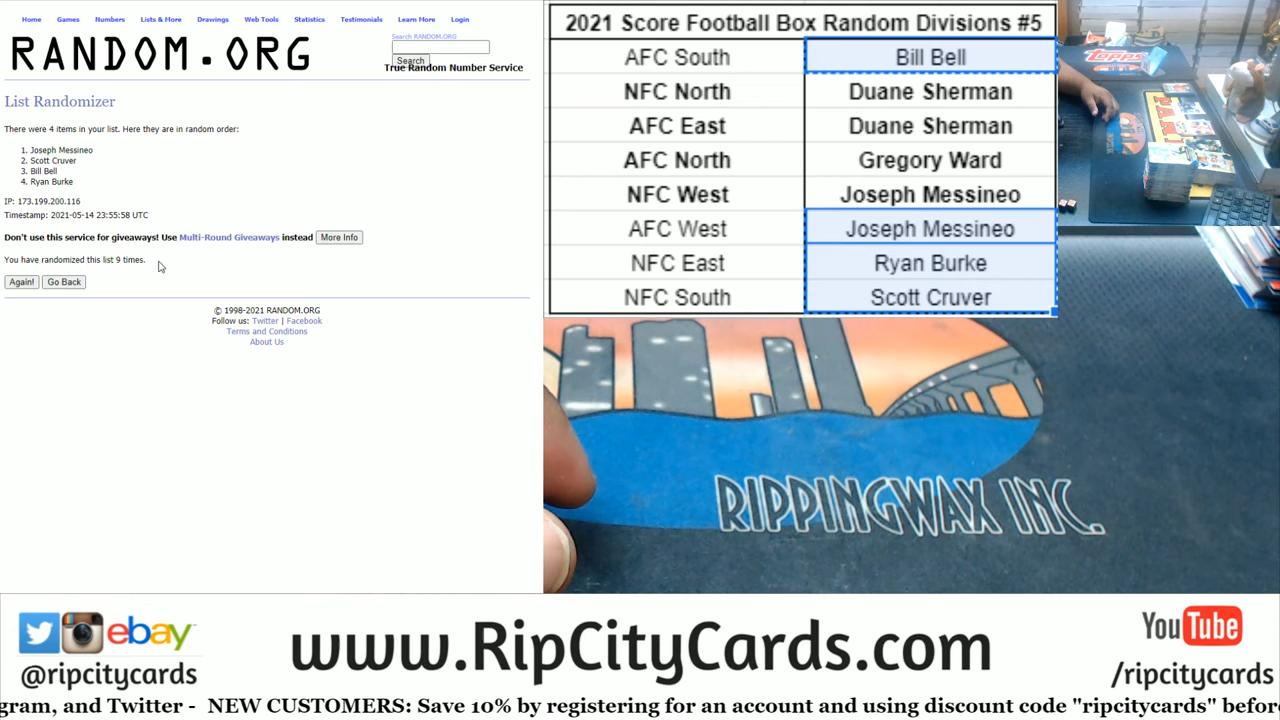 Home Games Numbers Lists & More Drawings Web Tools Statistics Testimonials Learn More Login
RANDOM.ORG
Search RANDOM.ORG
Search
True Random Number Service
List Randomizer
There were 4 items in your list. Here they are in random order:
1. Joseph Messineo
2. Scott Cruver
3. Bill Bell
4. Ryan Burke
IP: 173.199.200.116
Timestamp: 2021-05-14 23:55:58 UTC
Don't use this service for giveaways! Use Multi-Round Giveaways instead More Info
You have randomized this list 9 times.
Again! Go Back
© 1998-2021 RANDOM.ORG
Follow us: Twitter | Facebook
Terms and Conditions
About Us
2021 Score Football Box Random Divisions #5
AFC South Bill Bell
NFC North Duane Sherman
AFC East Duane Sherman
AFC North Gregory Ward
NFC West Joseph Messineo
AFC West Joseph Messineo
NFC East Ryan Burke
NFC South Scott Cruver
Topps
PANINI
RIPPINGWAX INC.
ebay
@ripcitycards
www.RipCityCards.com
YouTube
/ripcitycards
gram, and Twitter - NEW CUSTOMERS: Save 10% by registering for an account and using discount code "ripcitycards" befor